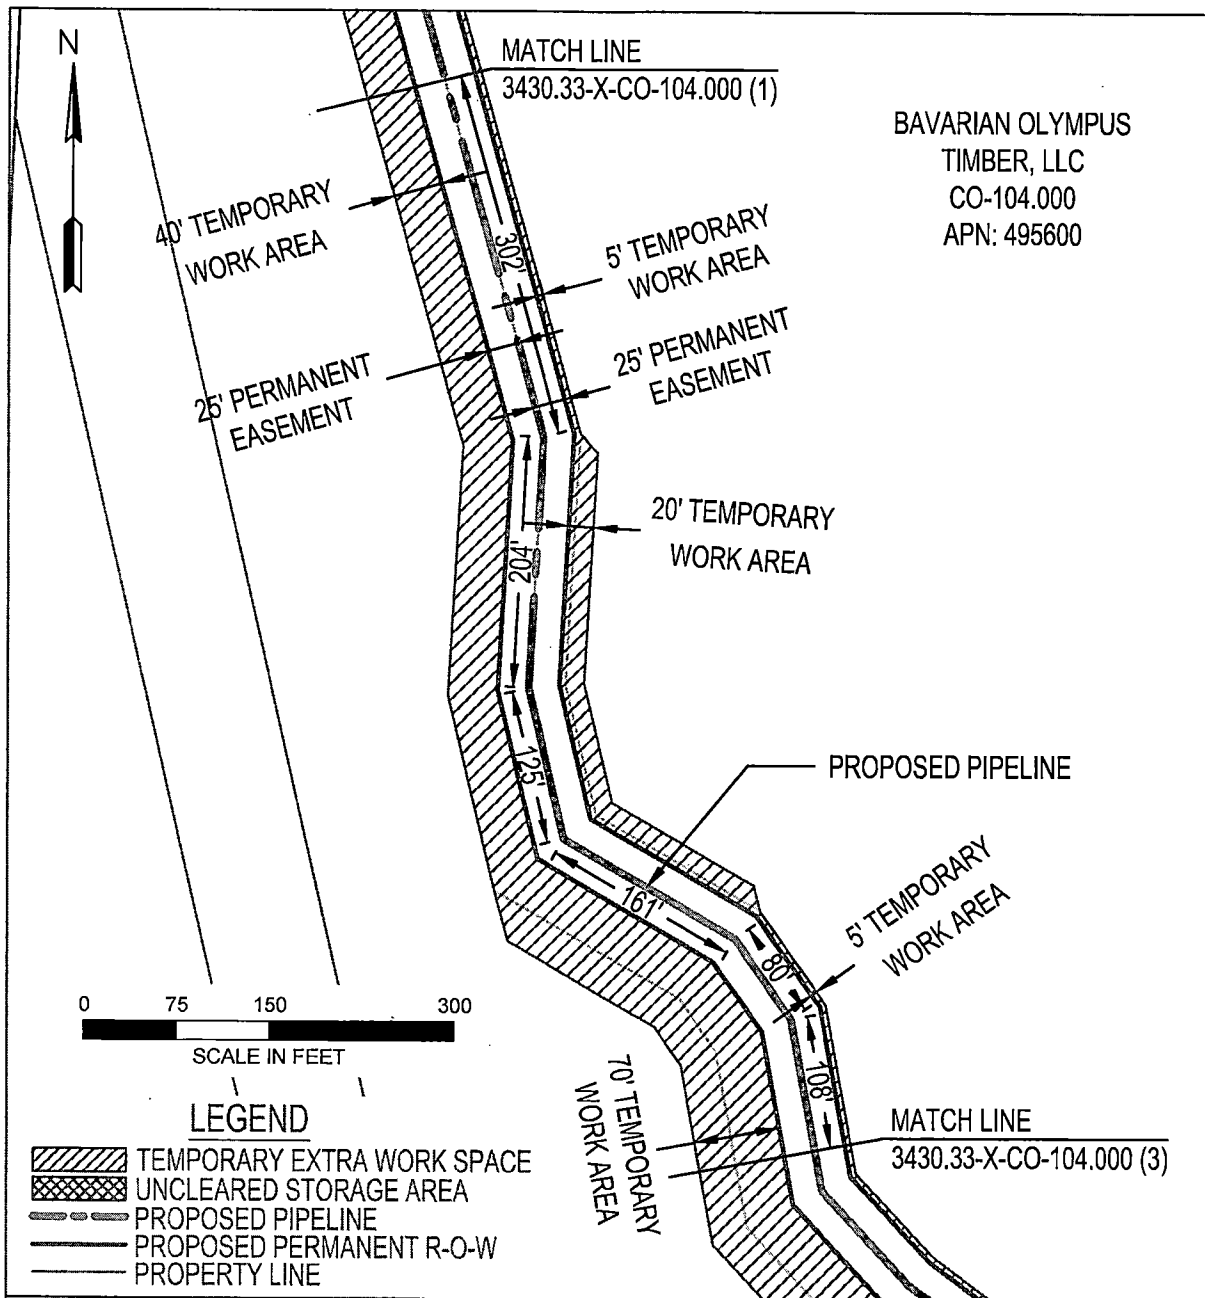 N
MATCH LINE
3430.33-X-CO-104.000 (1)
BAVARIAN OLYMPUS
TIMBER, LLC
CO-104.000
APN: 495600
40' TEMPORARY
WORK AREA
302'
5' TEMPORARY
WORK AREA
25' PERMANENT
EASEMENT
25' PERMANENT
EASEMENT
20' TEMPORARY
WORK AREA
204'
125'
PROPOSED PIPELINE
161'
5' TEMPORARY
WORK AREA
80'
108'
0 75 150 300
SCALE IN FEET
70' TEMPORARY
WORK AREA
MATCH LINE
3430.33-X-CO-104.000 (3)
LEGEND
TEMPORARY EXTRA WORK SPACE
UNCLEARED STORAGE AREA
PROPOSED PIPELINE
PROPOSED PERMANENT R-O-W
PROPERTY LINE